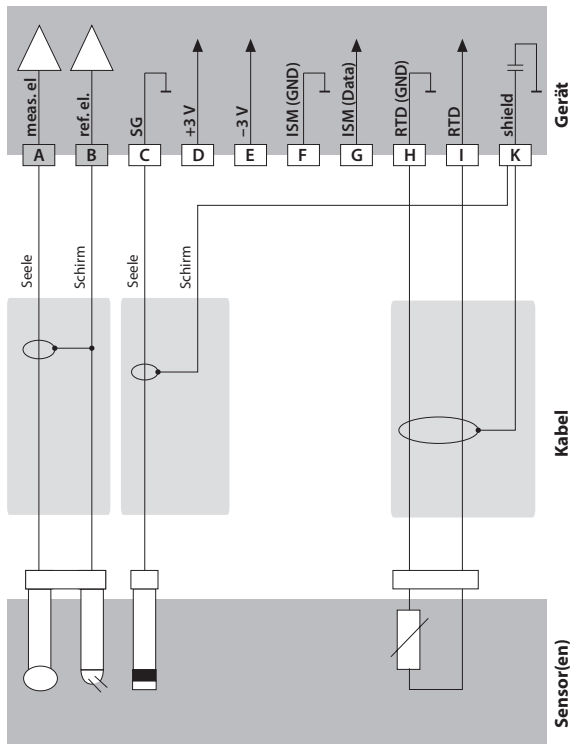 meas. el
ref. el.
SG
+3 V
–3 V
ISM (GND)
ISM (Data)
RTD (GND)
RTD
shield
Gerät
A
B
C
D
E
F
G
H
I
K
Seele
Schirm
Seele
Schirm
Kabel
Sensor(en)